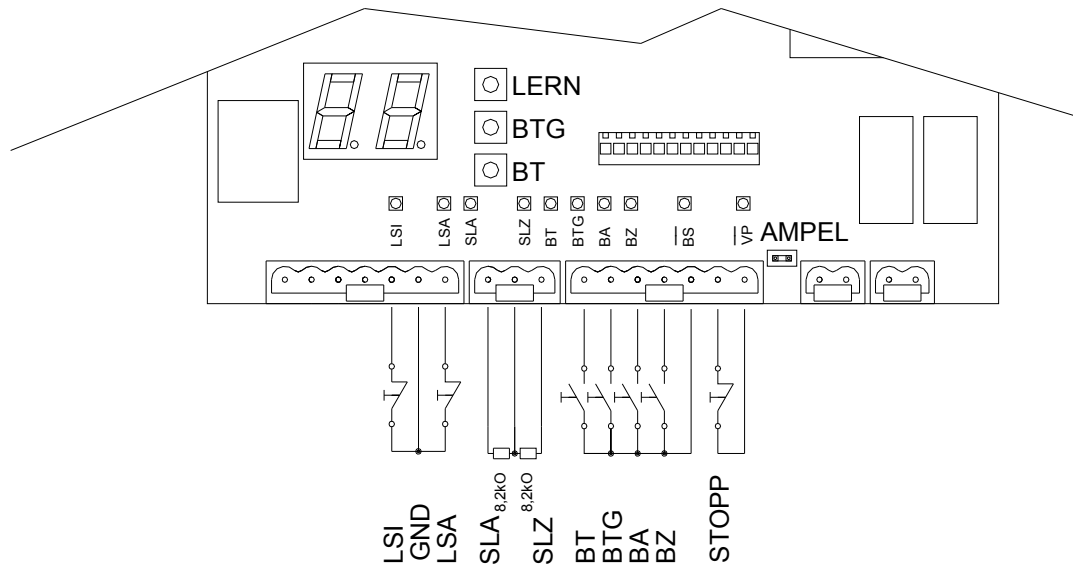 LERN
BTG
BT
LSI
LSA
SLA
SLZ
BT
BTG
BA
BZ
BS
VP
AMPEL
8,2kO
8,2kO
LSI
GND
LSA
SLA
SLZ
BT
BTG
BA
BZ
STOPP